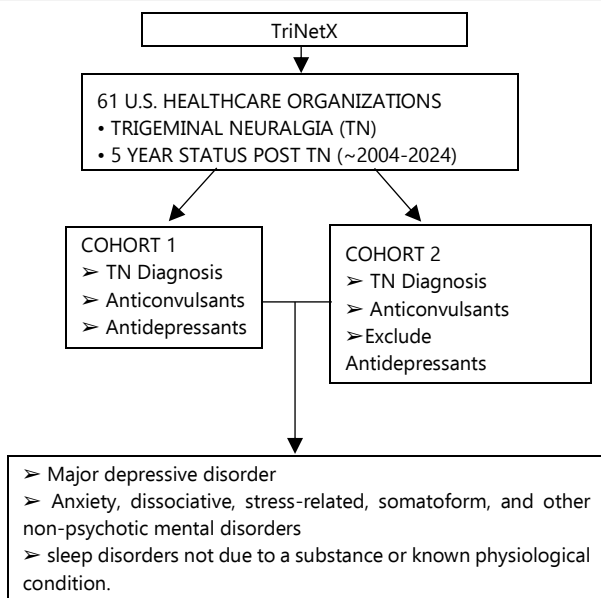 TriNetX
61 U.S. HEALTHCARE ORGANIZATIONS
• TRIGEMINAL NEURALGIA (TN)
• 5 YEAR STATUS POST TN (~2004-2024)
COHORT 1
➢ TN Diagnosis
➢ Anticonvulsants
➢ Antidepressants
COHORT 2
➢ TN Diagnosis
➢ Anticonvulsants
➢Exclude
Antidepressants
➢ Major depressive disorder
➢ Anxiety, dissociative, stress-related, somatoform, and other
non-psychotic mental disorders
➢ sleep disorders not due to a substance or known physiological
condition.